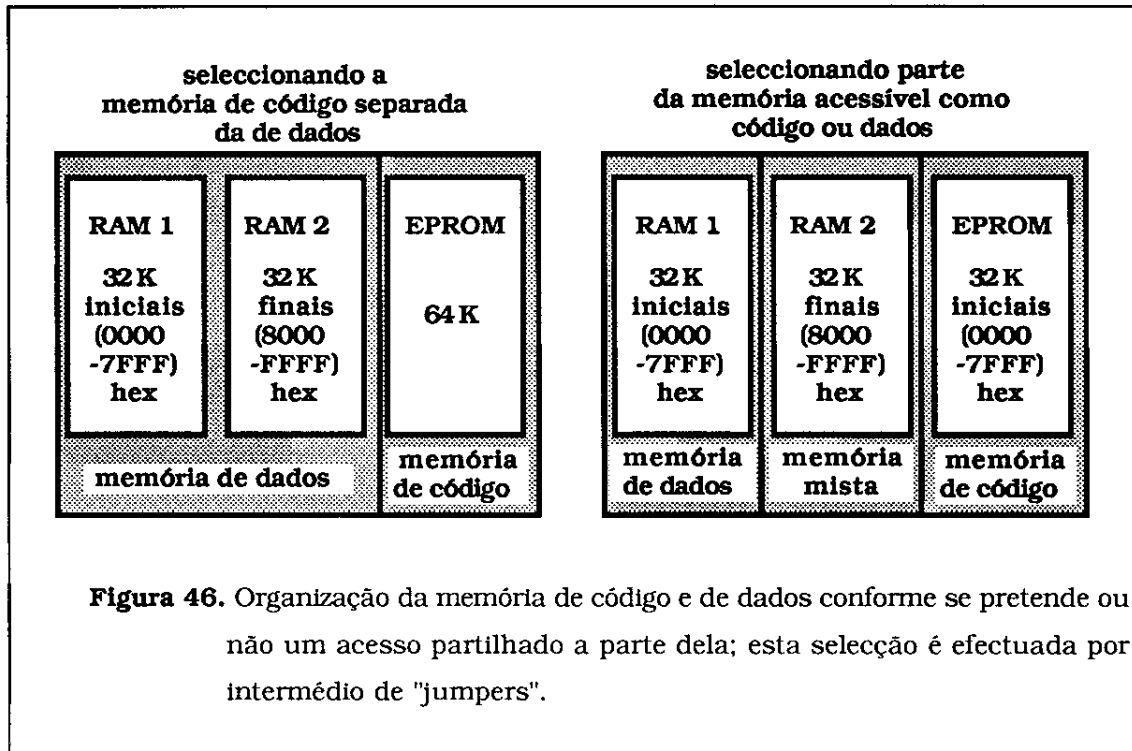 seleccionando a
memória de código separada
da de dados
RAM 1
32 K
iniciais
(0000
-7FFF)
hex
RAM 2
32 K
finais
(8000
-FFFF)
hex
EPROM
64 K
memória de dados
memória
de código
seleccionando parte
da memória acessível como
código ou dados
RAM 1
32 K
iniciais
(0000
-7FFF)
hex
RAM 2
32 K
finais
(8000
-FFFF)
hex
EPROM
32 K
iniciais
(0000
-7FFF)
hex
memória
de dados
memória
mista
memória
de código
Figura 46. Organização da memória de código e de dados conforme se pretende ou
não um acesso partilhado a parte dela; esta selecção é efectuada por
intermédio de "jumpers".